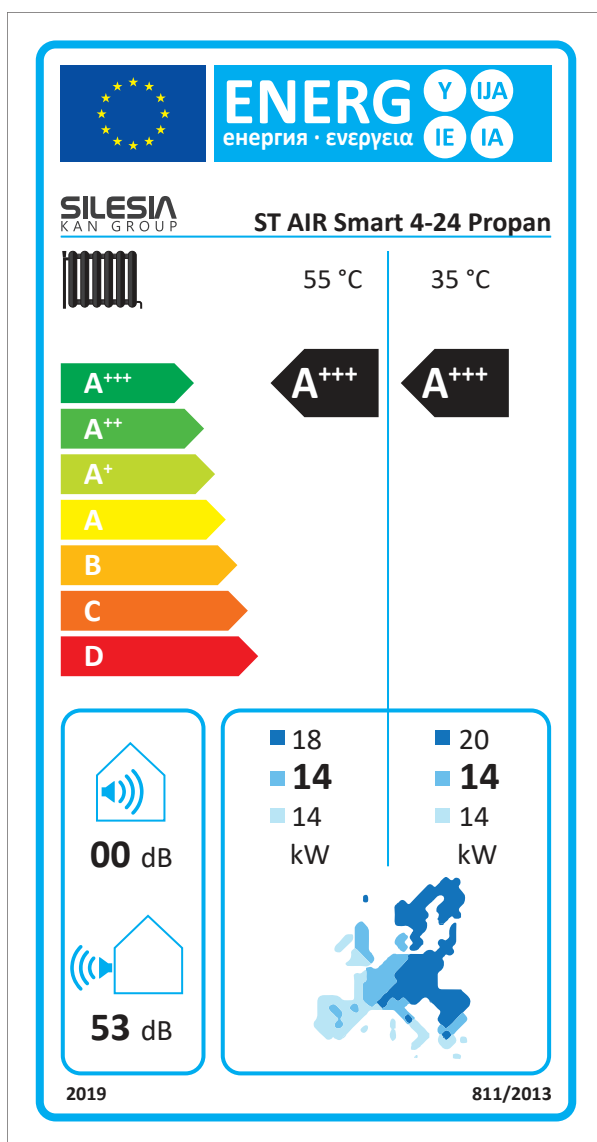 ENERG Y IJA
енергия · ενεργεια IE IA
SILESIA
KAN GROUP
ST AIR Smart 4-24 Propan
55 °C 35 °C
A+++ A+++ A+++
A++
A+
A
B
C
D
18 20
14 14
14 14
kW kW
00 dB
53 dB
2019 811/2013